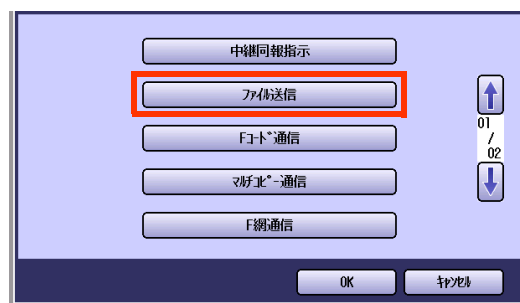 中継同報指示
ファイル送信
Fコード通信
マルチコピー通信
F網通信
01
/
02
OK
キャンセル